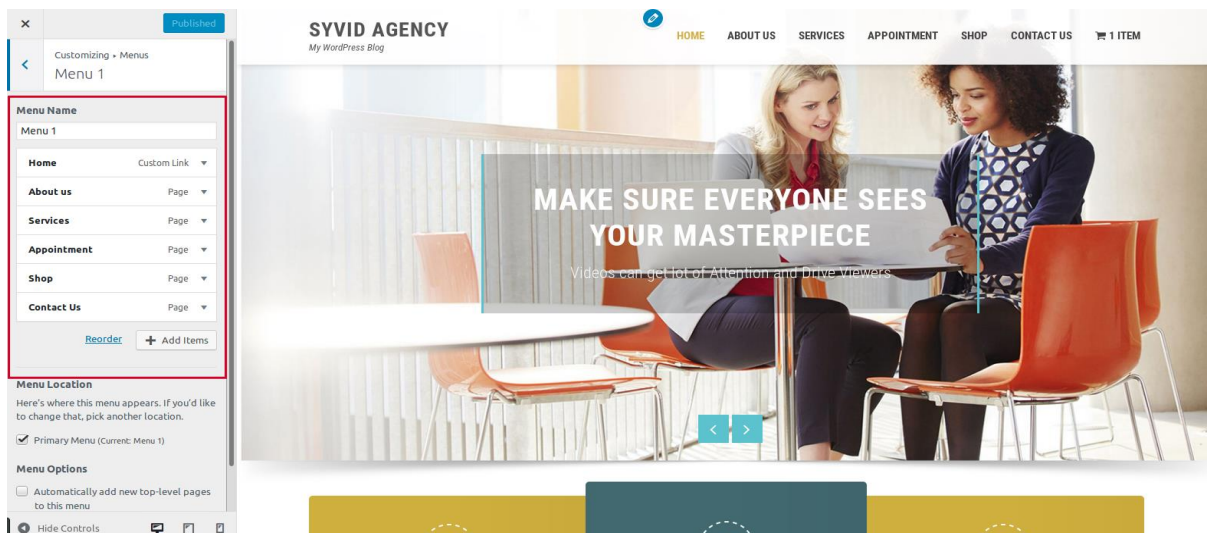 Published
Customizing ▸ Menus
Menu 1
Menu Name
Menu 1
Home Custom Link
About us Page
Services Page
Appointment Page
Shop Page
Contact Us Page
Reorder
Add Items
Menu Location
Here's where this menu appears. If you'd like
to change that, pick another location.
Primary Menu (Current: Menu 1)
Menu Options
Automatically add new top-level pages
to this menu
Hide Controls
SYVID AGENCY
My WordPress Blog
HOME ABOUT US SERVICES APPOINTMENT SHOP CONTACT US 1 ITEM
MAKE SURE EVERYONE SEES
YOUR MASTERPIECE
Videos can get lot of Attention and Drive Viewers